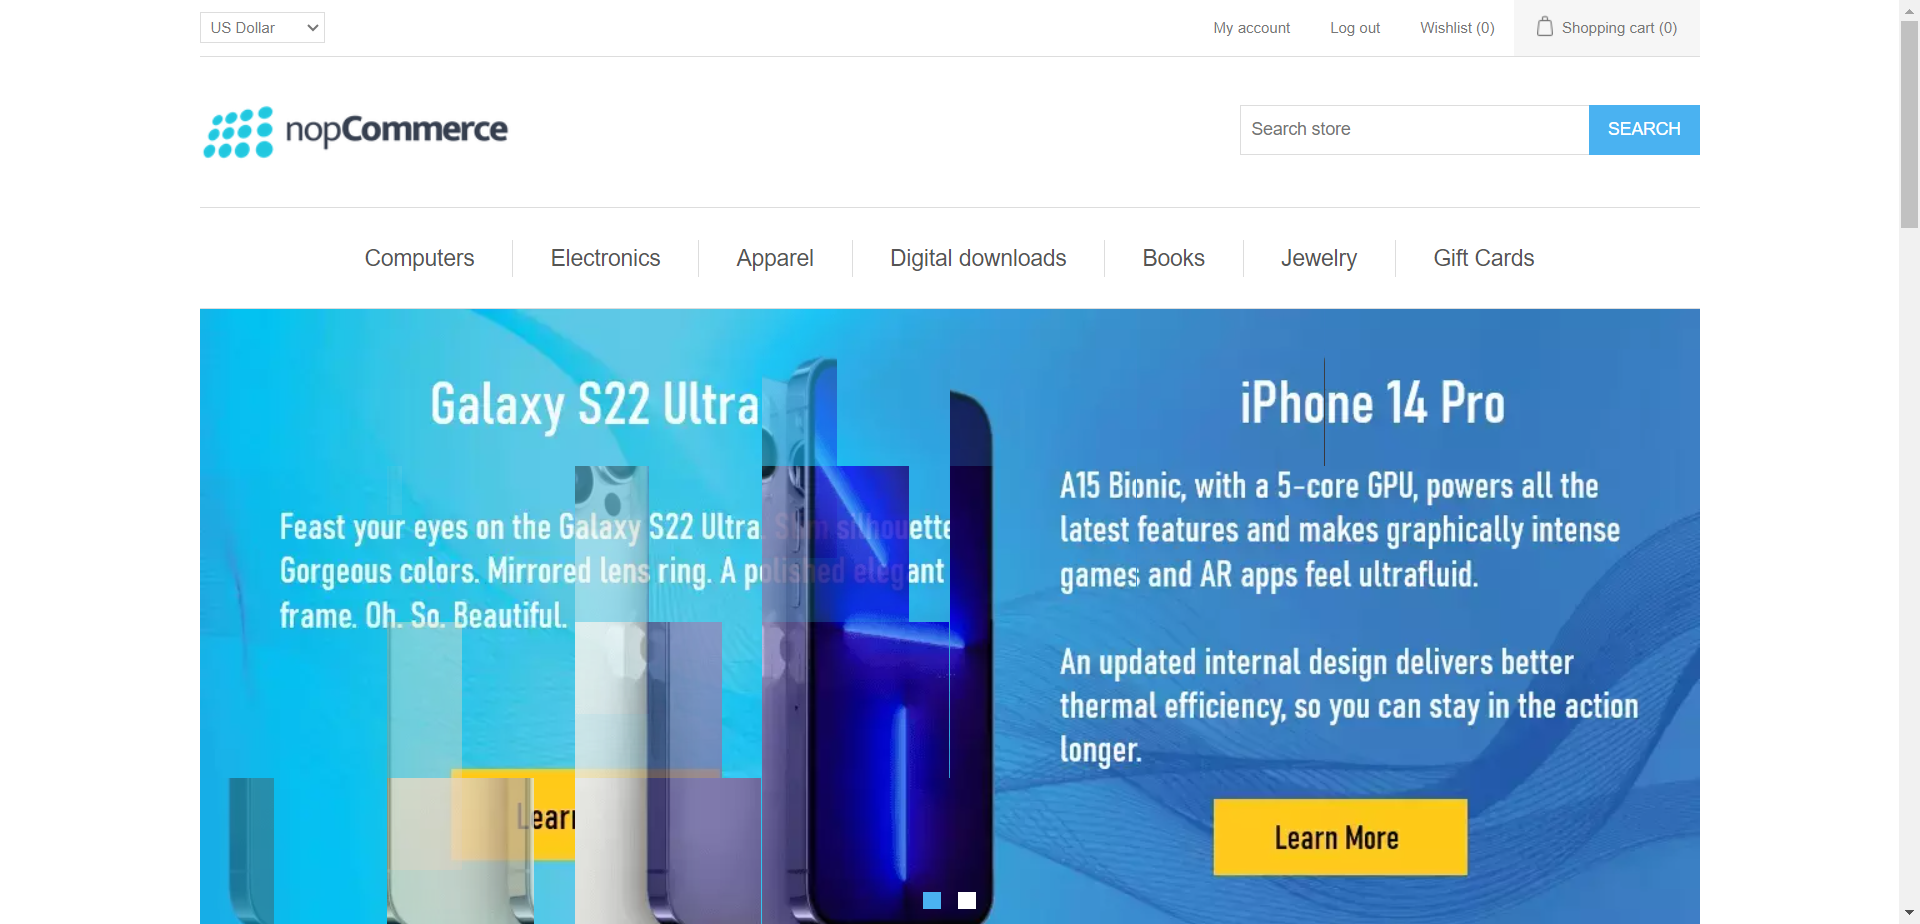 US Dollar
My account
Log out
Wishlist (0)
Shopping cart (0)
nopCommerce
Search store
SEARCH
Computers
Electronics
Apparel
Digital downloads
Books
Jewelry
Gift Cards
Galaxy S22 Ultra
Feast your eyes on the Galaxy S22 Ultra. Slim silhouette
Gorgeous colors. Mirrored lens ring. A polished elegant
frame. Oh. So. Beautiful.
Learn
iPhone 14 Pro
A15 Bionic, with a 5-core GPU, powers all the
latest features and makes graphically intense
games and AR apps feel ultrafluid.
An updated internal design delivers better
thermal efficiency, so you can stay in the action
longer.
Learn More